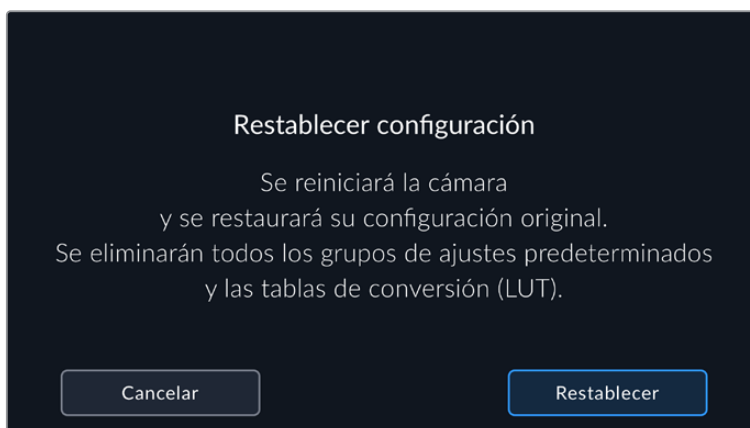 Restablecer configuración
Se reiniciará la cámara
y se restaurará su configuración original.
Se eliminarán todos los grupos de ajustes predeterminados
y las tablas de conversión (LUT).
Cancelar
Restablecer